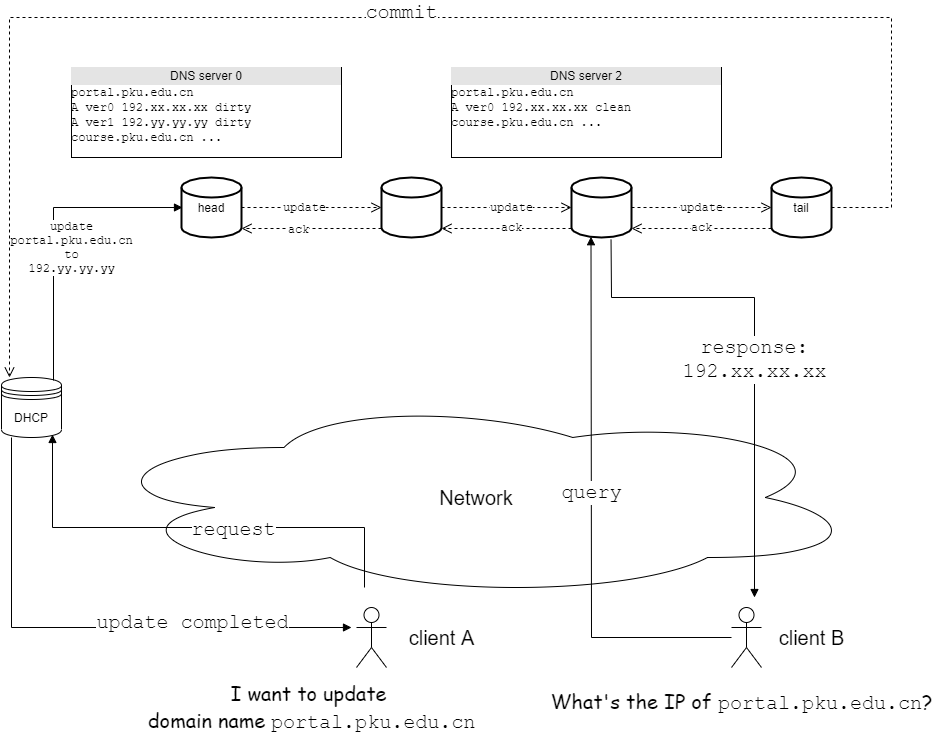 commit
DNS server 0
portal.pku.edu.cn
A ver0 192.xx.xx.xx dirty
A ver1 192.yy.yy.yy dirty
course.pku.edu.cn ...
DNS server 2
portal.pku.edu.cn
A ver0 192.xx.xx.xx clean
course.pku.edu.cn ...
head
update
ack
update
ack
update
ack
tail
update
portal.pku.edu.cn
to
192.yy.yy.yy
response:
192.xx.xx.xx
DHCP
Network
query
request
update completed
client A
client B
I want to update
domain name portal.pku.edu.cn
What's the IP of portal.pku.edu.cn?